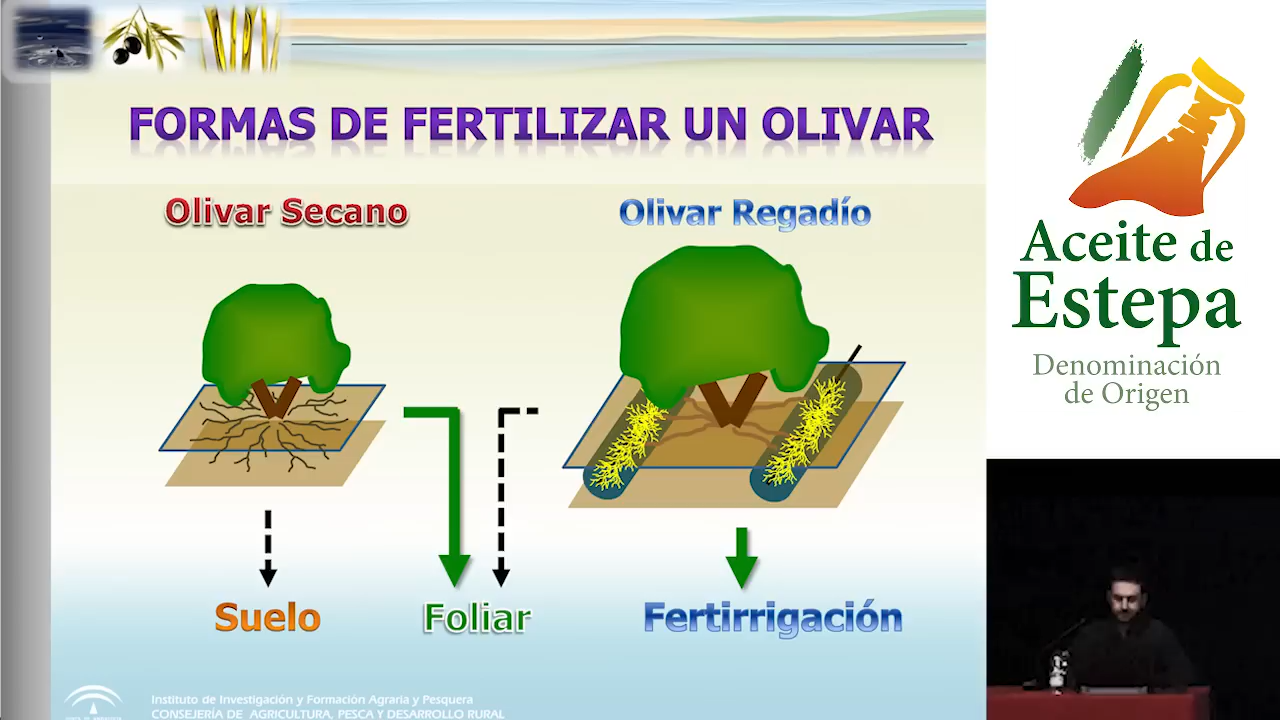 FORMAS DE FERTILIZAR UN OLIVAR
Olivar Secano
Olivar Regadío
Suelo
Foliar
Fertirrigación
Instituto de Investigación y Formación Agraria y Pesquera
CONSEJERÍA DE AGRICULTURA, PESCA Y DESARROLLO RURAL
Aceite de
Estepa
Denominación
de Origen